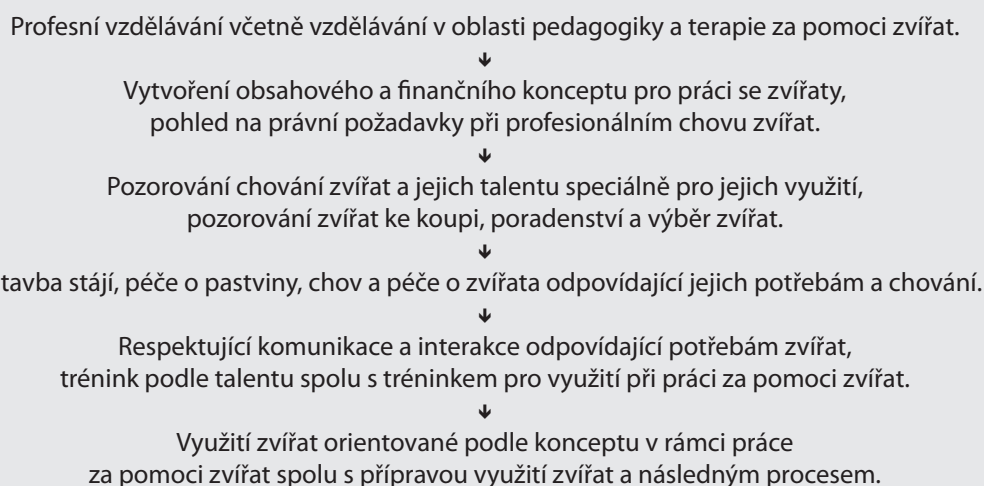 Profesní vzdělávání včetně vzdělávání v oblasti pedagogiky a terapie za pomoci zvířat.
Vytvoření obsahového a finančního konceptu pro práci se zvířaty,
pohled na právní požadavky při profesionálním chovu zvířat.
Pozorování chování zvířat a jejich talentu speciálně pro jejich využití,
pozorování zvířat ke koupi, poradenství a výběr zvířat.
tavba stájí, péče o pastviny, chov a péče o zvířata odpovídající jejich potřebám a chování.
Respektující komunikace a interakce odpovídající potřebám zvířat,
trénink podle talentu spolu s tréninkem pro využití při práci za pomoci zvířat.
Využití zvířat orientované podle konceptu v rámci práce
za pomoci zvířat spolu s přípravou využití zvířat a následným procesem.